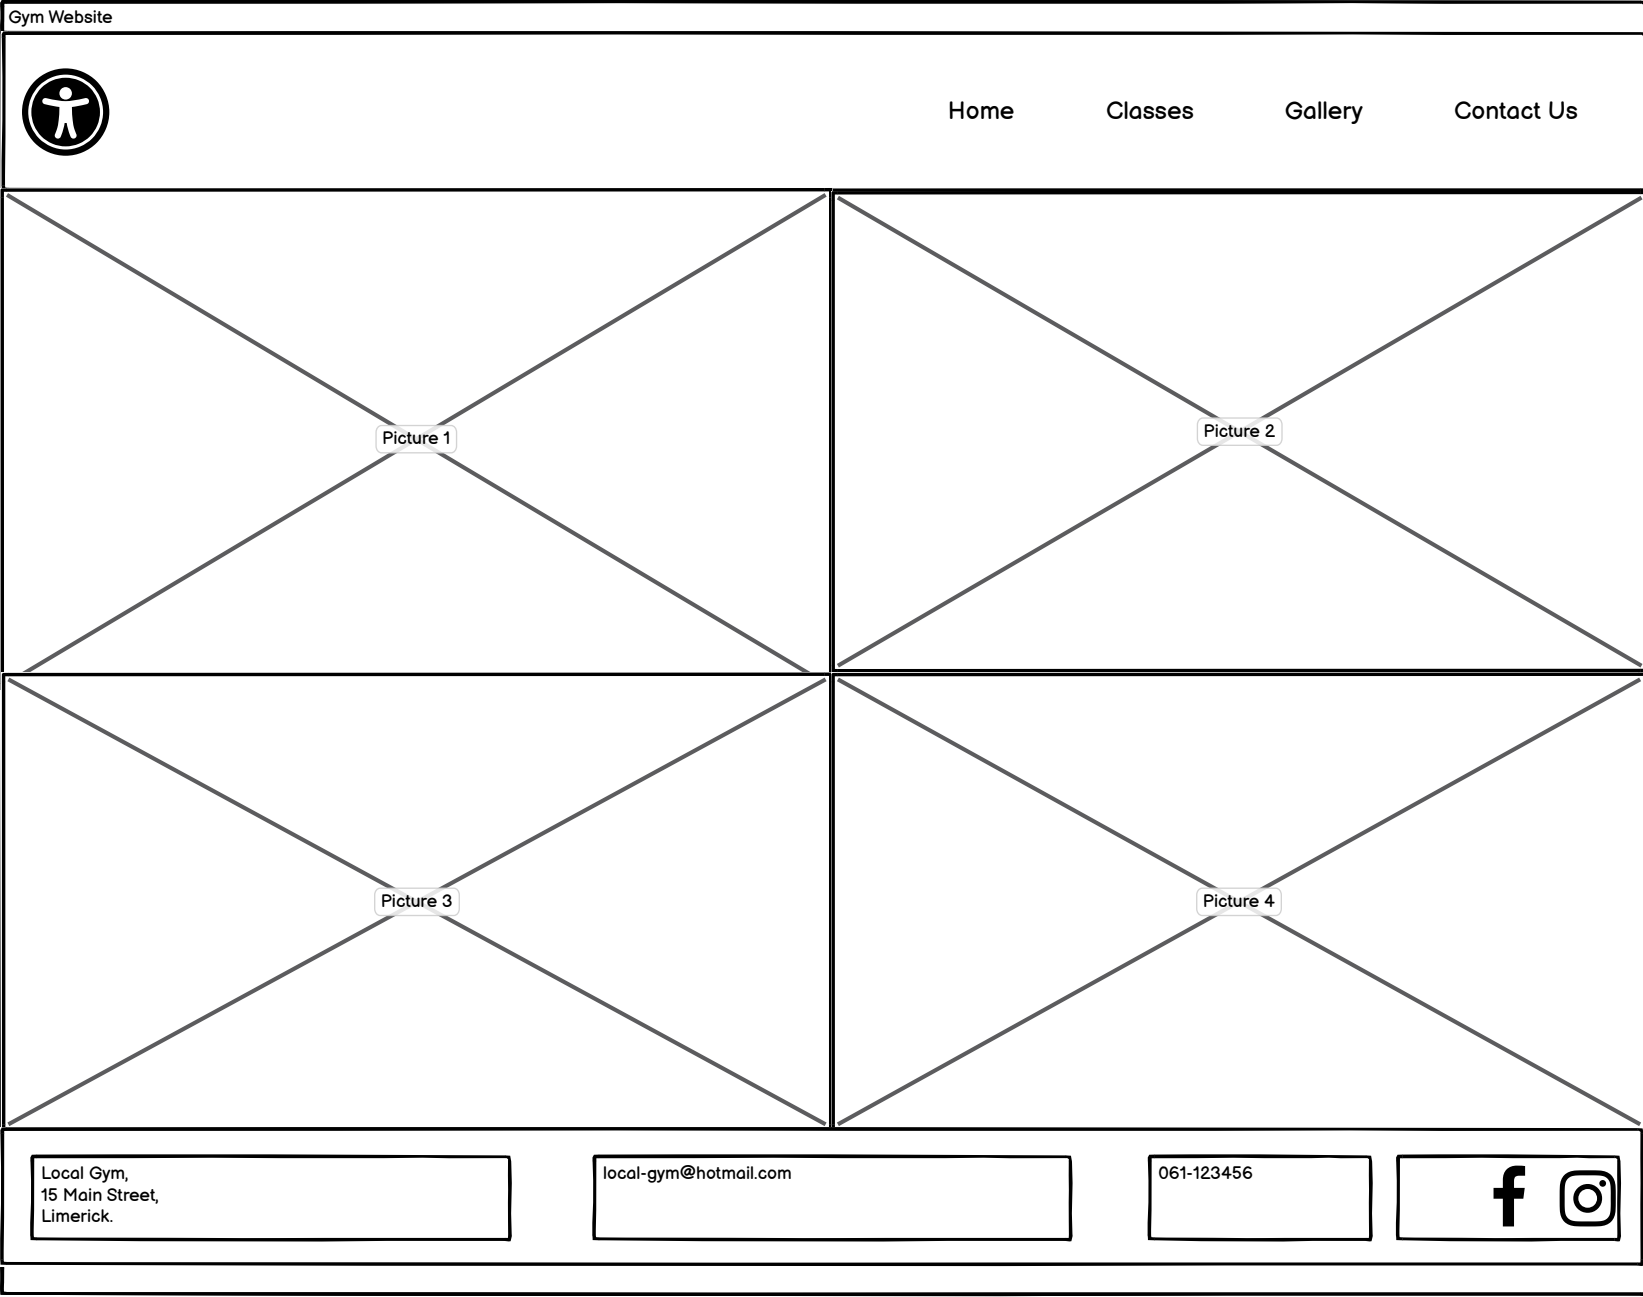 Gym Website
Home Classes Gallery Contact Us
Picture 1
Picture 2
Picture 3
Picture 4
Local Gym,
15 Main Street,
Limerick.
local-gym@hotmail.com
061-123456